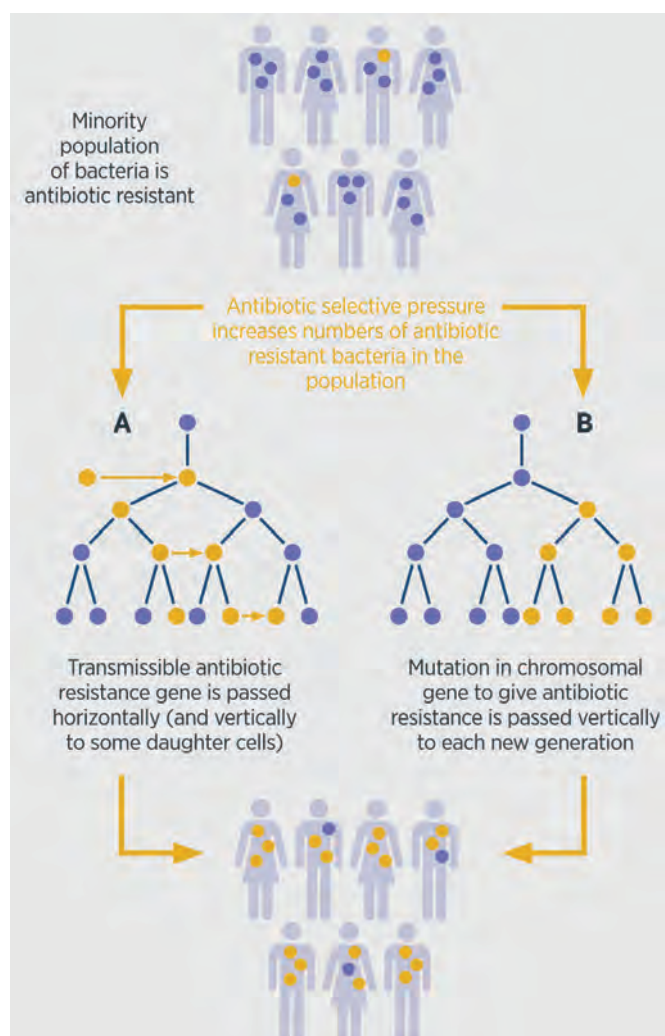 Minority
population
of bacteria is
antibiotic resistant
Antibiotic selective pressure
increases numbers of antibiotic
resistant bacteria in the
population
A
B
Transmissible antibiotic
resistance gene is passed
horizontally (and vertically
to some daughter cells)
Mutation in chromosomal
gene to give antibiotic
resistance is passed vertically
to each new generation